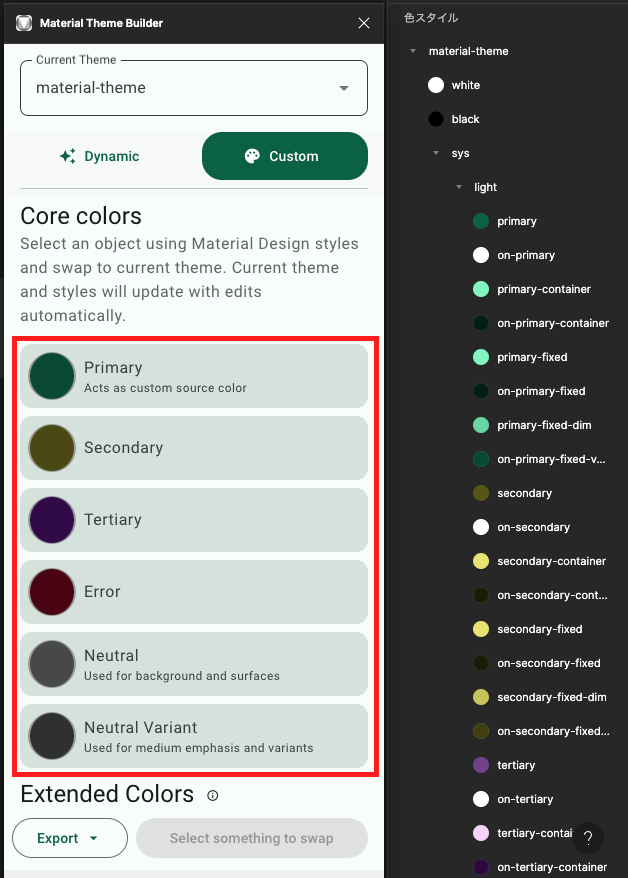 Material Theme Builder
Current Theme
material-theme
Dynamic
Custom
Core colors
Select an object using Material Design styles
and swap to current theme. Current theme
and styles will update with edits
automatically.
Primary
Acts as custom source color
Secondary
Tertiary
Error
Neutral
Used for background and surfaces
Neutral Variant
Used for medium emphasis and variants
Extended Colors
Export
Select something to swap
色スタイル
material-theme
white
black
sys
light
primary
on-primary
primary-container
on-primary-container
primary-fixed
on-primary-fixed
primary-fixed-dim
on-primary-fixed-v...
secondary
on-secondary
secondary-container
on-secondary-cont...
secondary-fixed
on-secondary-fixed
secondary-fixed-dim
on-secondary-fixed...
tertiary
on-tertiary
tertiary-contai
?
on-tertiary-container